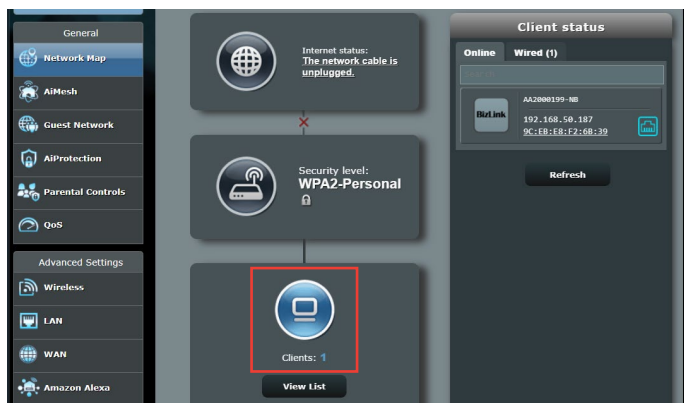 General
Network Map
AiMesh
Guest Network
AiProtection
Parental Controls
QoS
Advanced Settings
Wireless
LAN
WAN
Amazon Alexa
Internet status:
The network cable is
unplugged.
Security level:
WPA2-Personal
Clients: 1
View List
Client status
Online Wired (1)
BizLink
AA2000199-NB
192.168.50.187
9C:EB:E8:F2:6B:39
Refresh